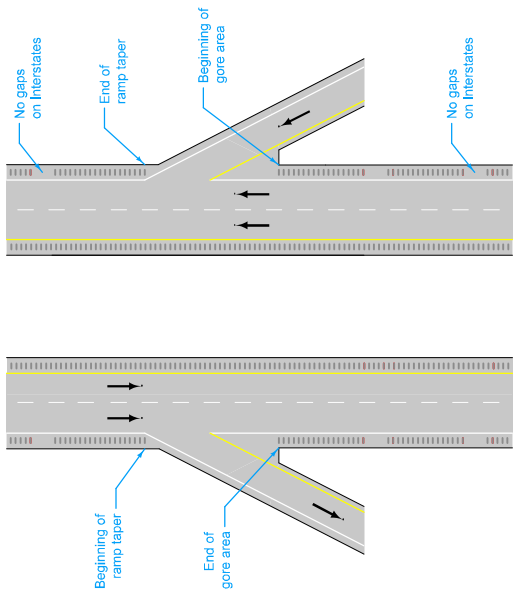 No gaps
on Interstates
End of
ramp taper
Beginning of
gore area
No gaps
on Interstates
Beginning of
ramp taper
End of
gore area